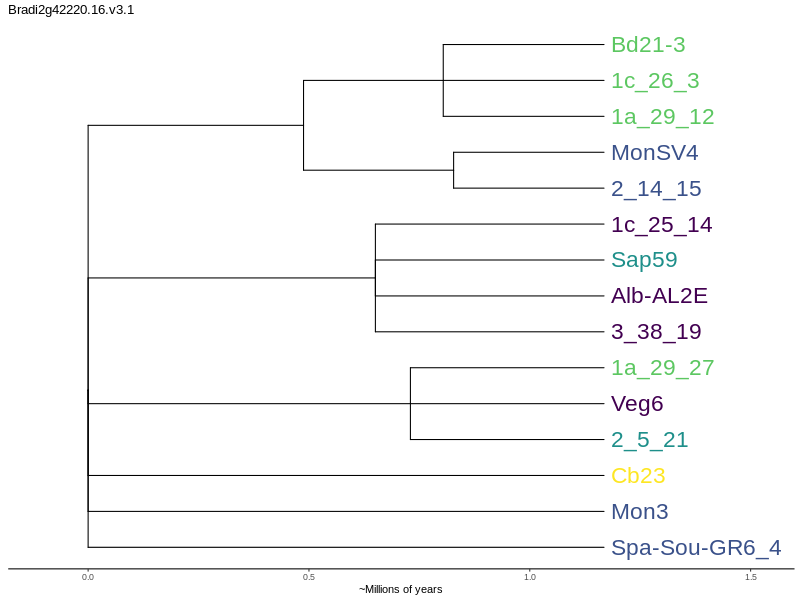 Bradi2g42220.16.v3.1
Bd21-3
1c_26_3
1a_29_12
MonSV4
2_14_15
1c_25_14
Sap59
Alb-AL2E
3_38_19
1a_29_27
Veg6
2_5_21
Cb23
Mon3
Spa-Sou-GR6_4
0.0 0.5 1.0 1.5
~Millions of years